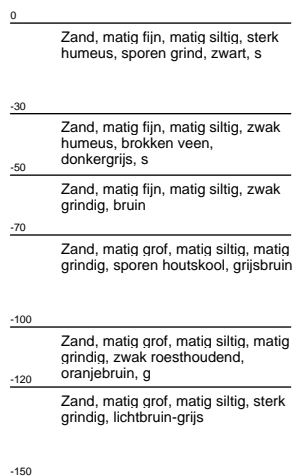 0
Zand, matig fijn, matig siltig, sterk
humeus, sporen grind, zwart, s
-30
Zand, matig fijn, matig siltig, zwak
humeus, brokken veen,
donkergrijs, s
-50
Zand, matig fijn, matig siltig, zwak
grindig, bruin
-70
Zand, matig grof, matig siltig, matig
grindig, sporen houtskool, grijsbruin
-100
Zand, matig grof, matig siltig, matig
grindig, zwak roesthoudend,
oranjebruin, g
-120
Zand, matig grof, matig siltig, sterk
grindig, lichtbruin-grijs
-150